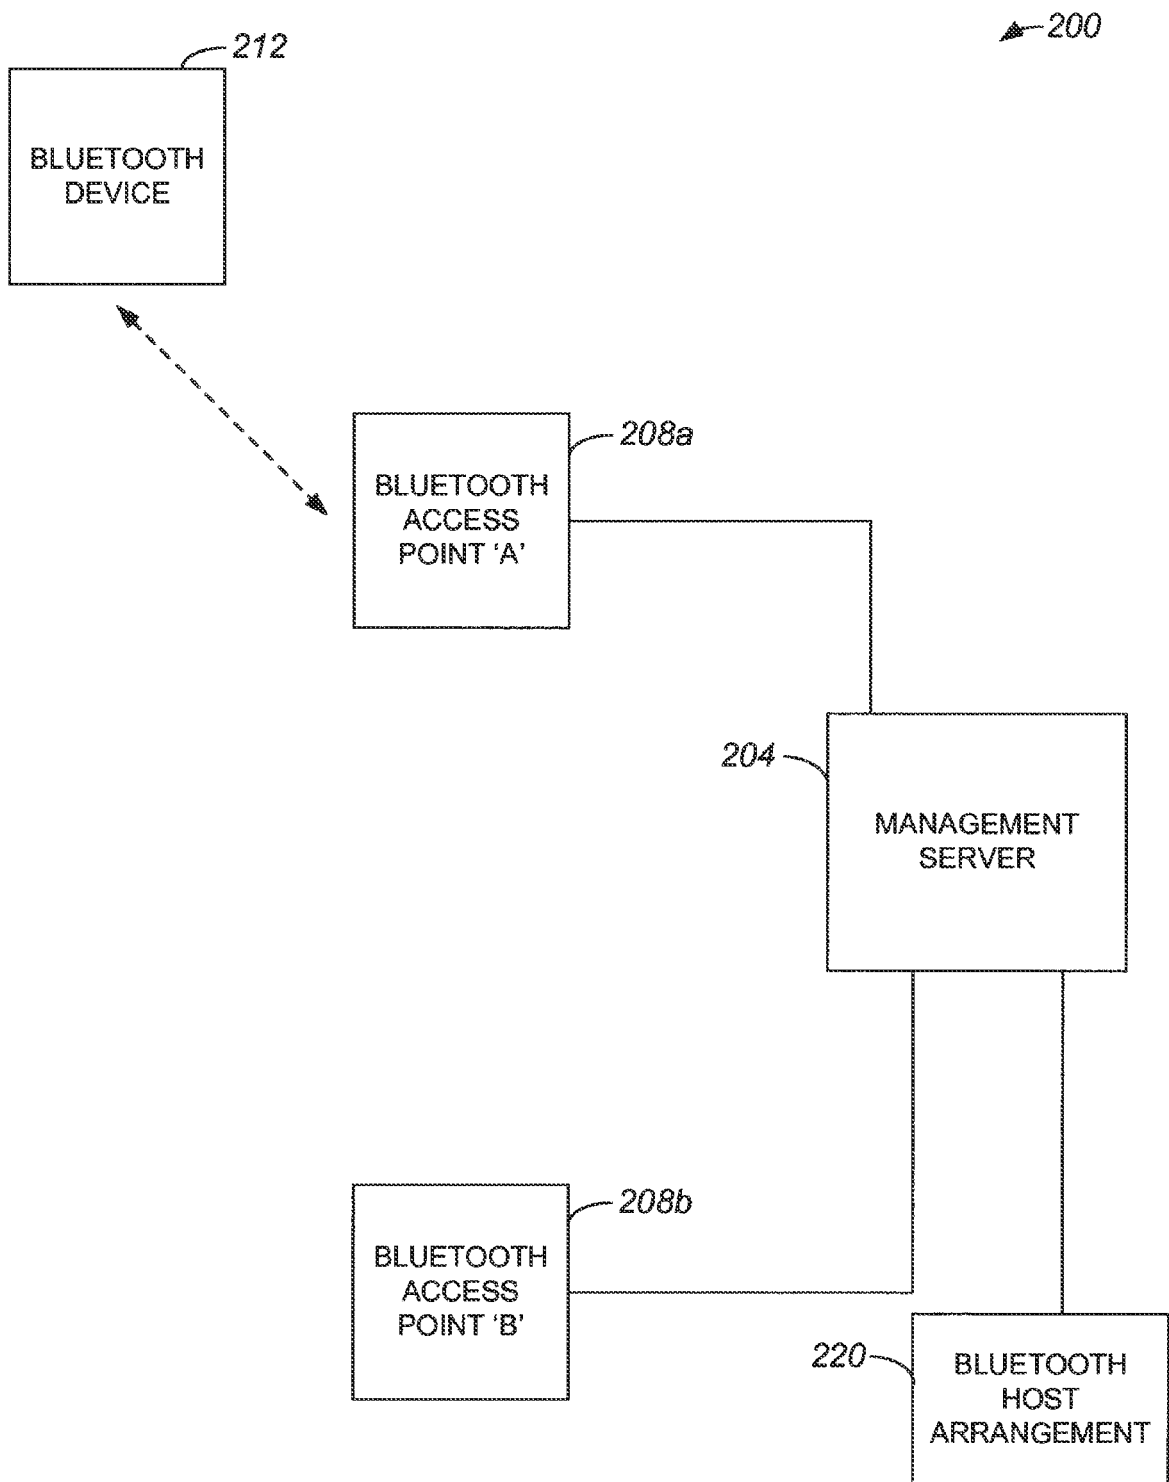 200
212
BLUETOOTH
DEVICE
208a
BLUETOOTH
ACCESS
POINT 'A'
204
MANAGEMENT
SERVER
208b
BLUETOOTH
ACCESS
POINT 'B'
220
BLUETOOTH
HOST
ARRANGEMENT